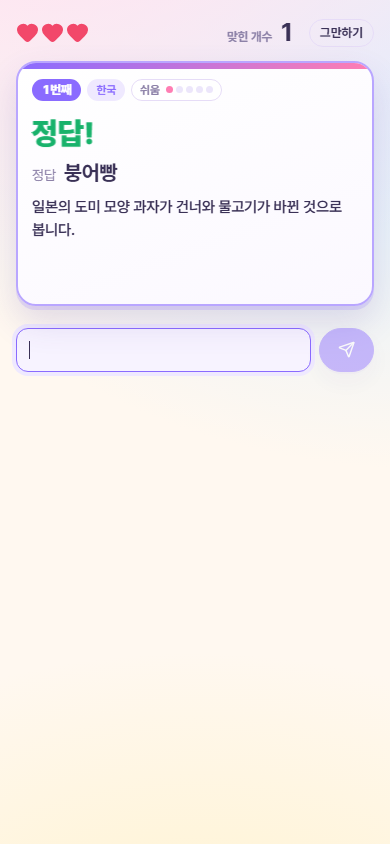 맞힌 개수 1 그만하기
1번째 한국 쉬움
정답!
정답 붕어빵
일본의 도미 모양 과자가 건너와 물고기가 바뀐 것으로
봅니다.